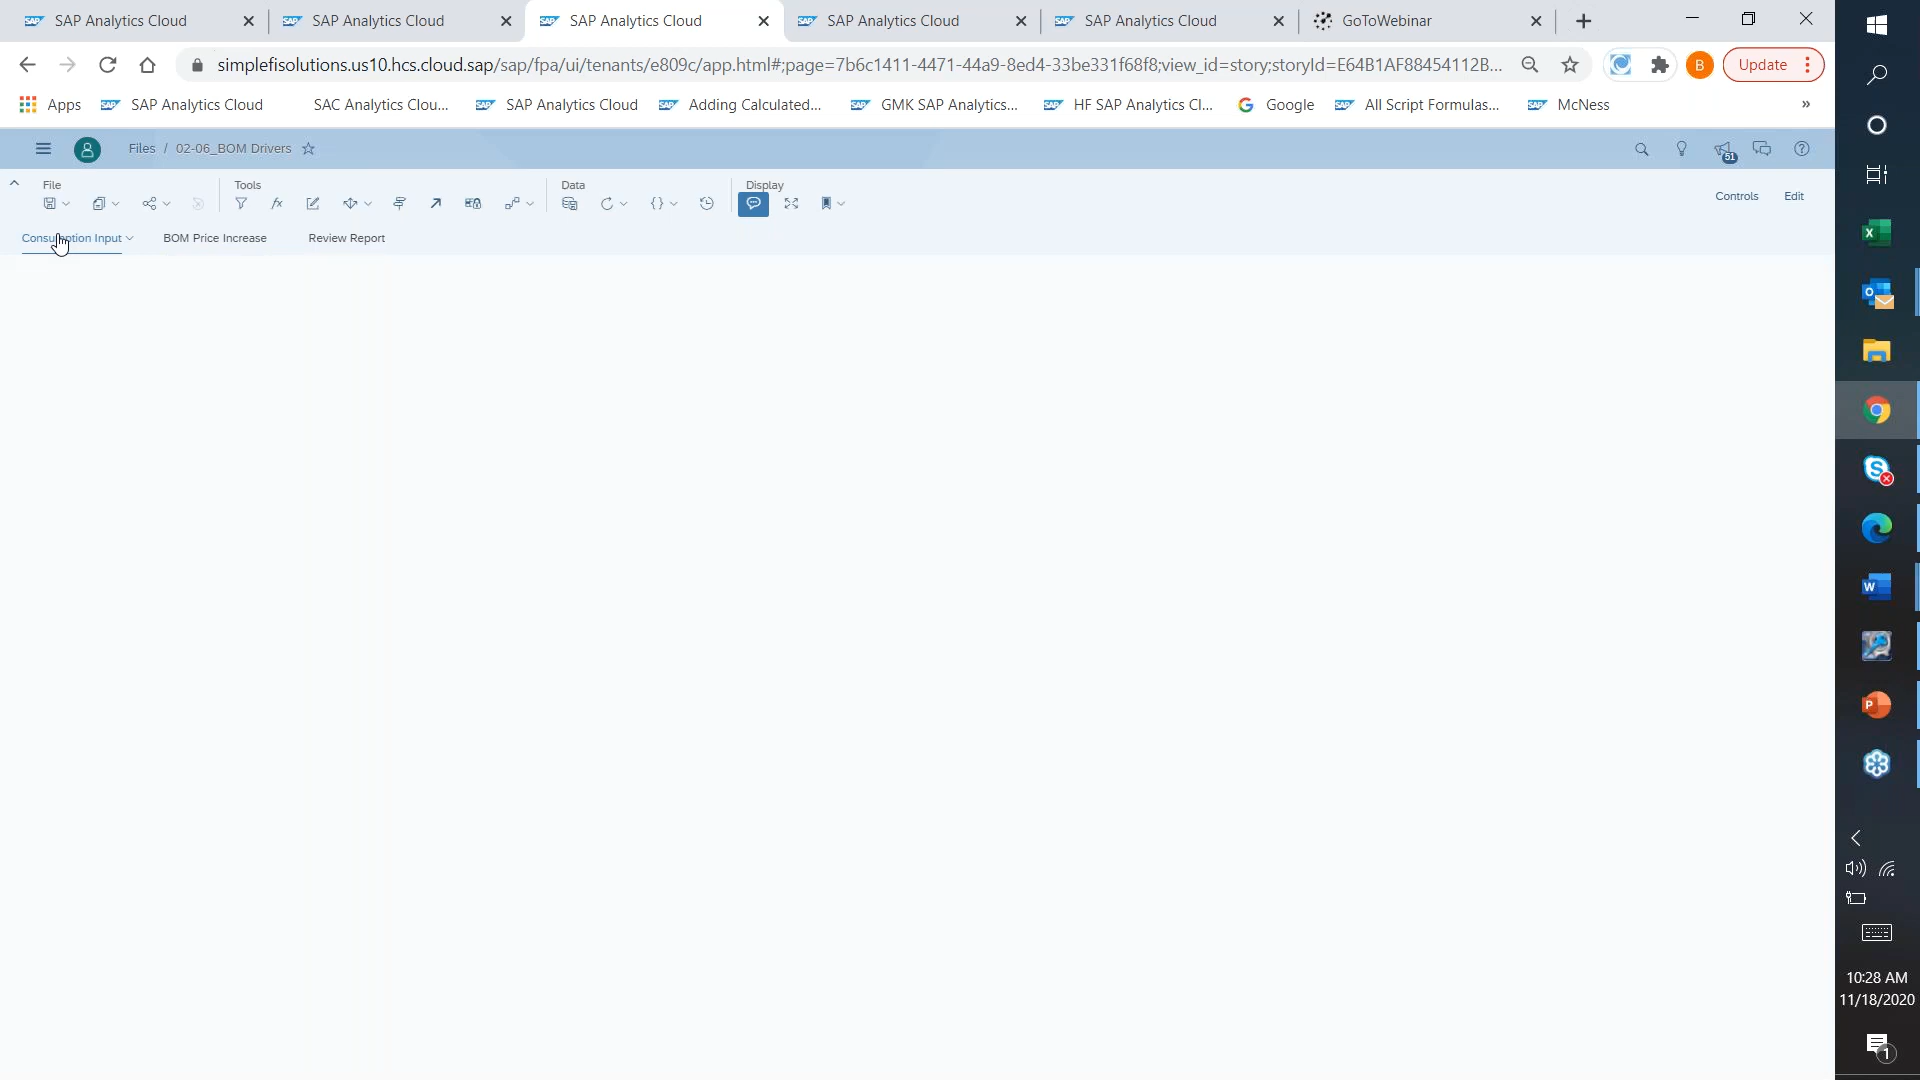 SAP Analytics Cloud SAP Analytics Cloud SAP Analytics Cloud SAP Analytics Cloud SAP Analytics Cloud GoToWebinar
simplefisolutions.us10.hcs.cloud.sap/sap/fpa/ui/tenants/e809c/app.html#;page=7b6c1411-4471-44a9-8ed4-33be331f68f8;view_id=story;storyId=E64B1AF88454112B... B Update
Apps SAP Analytics Cloud SAC Analytics Clou... SAP Analytics Cloud Adding Calculated... GMK SAP Analytics... HF SAP Analytics Cl... Google All Script Formulas... McNess »
Files / 02-06_BOM Drivers 51
File Tools Data Display
Controls Edit
Consumption Input BOM Price Increase Review Report
10:28 AM
11/18/2020
1